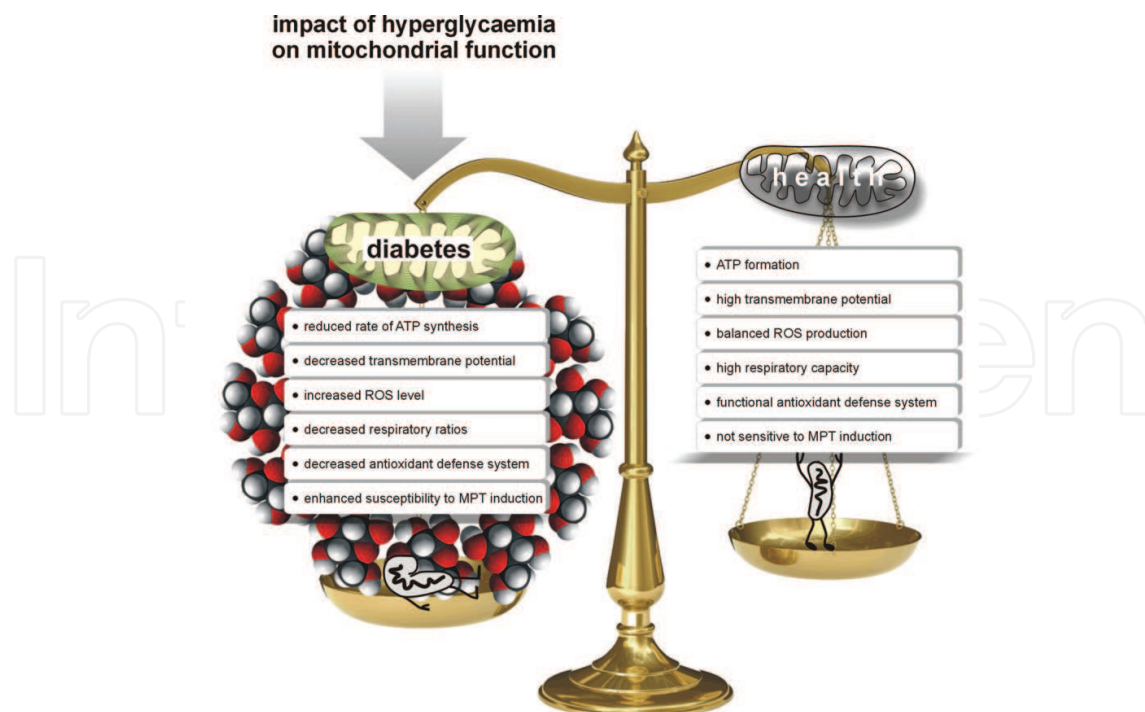 impact of hyperglycaemia
on mitochondrial function
diabetes
• reduced rate of ATP synthesis
• decreased transmembrane potential
• increased ROS level
• decreased respiratory ratios
• decreased antioxidant defense system
• enhanced susceptibility to MPT induction
health
• ATP formation
• high transmembrane potential
• balanced ROS production
• high respiratory capacity
• functional antioxidant defense system
• not sensitive to MPT induction